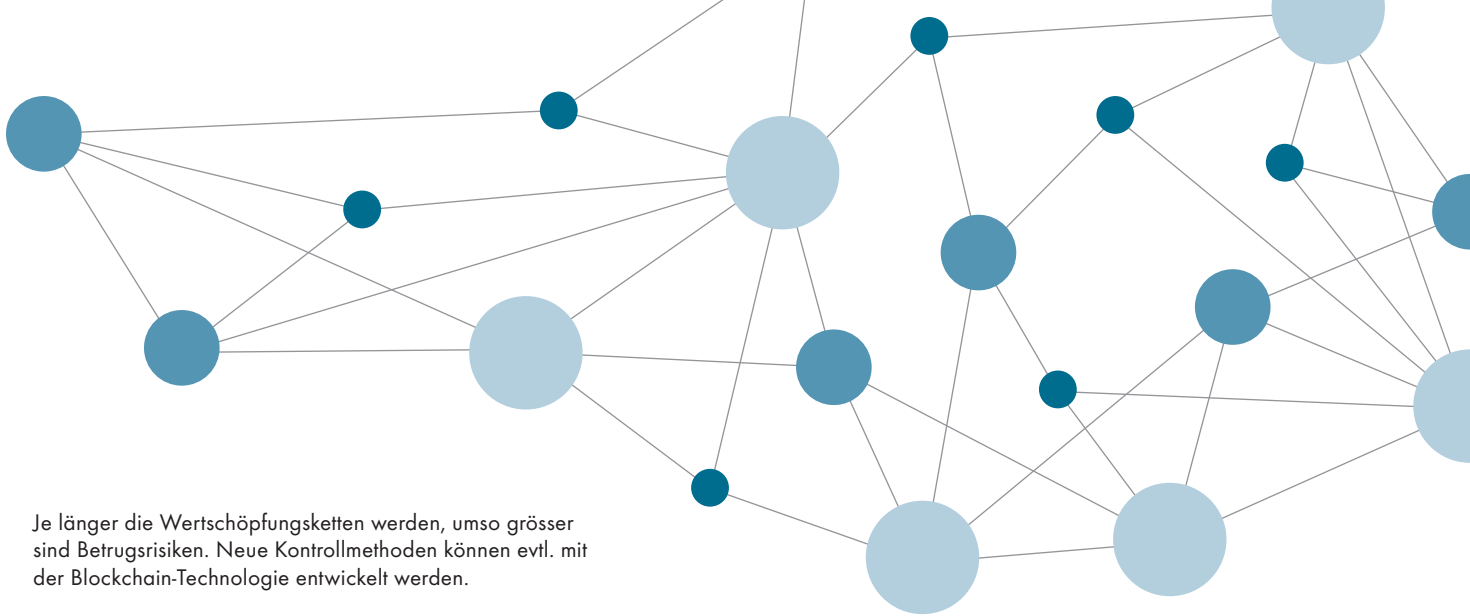 Je länger die Wertschöpfungsketten werden, umso grösser
sind Betrugsrisiken. Neue Kontrollmethoden können evtl. mit
der Blockchain-Technologie entwickelt werden.